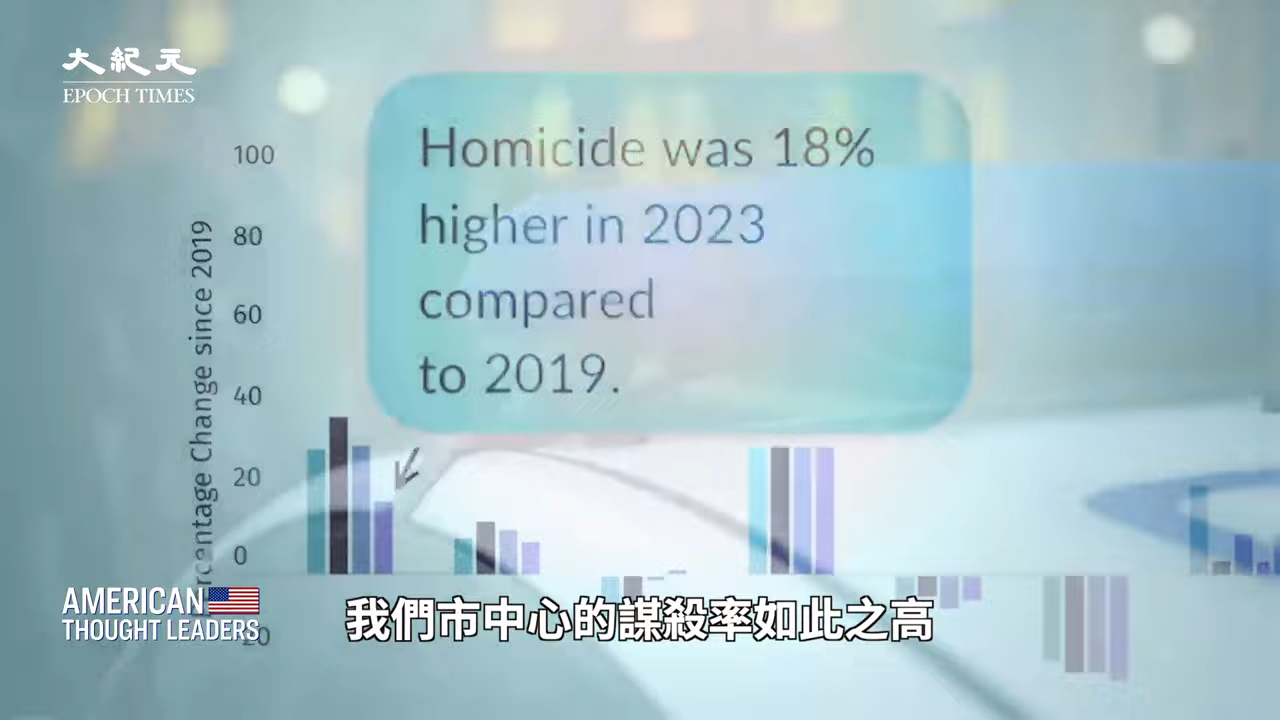 大紀元
EPOCH TIMES
Homicide was 18%
higher in 2023
compared
to 2019.
100
80
60
40
20
0
20
rcentage Change since 2019
AMERICAN
THOUGHT LEADERS
我們市中心的謀殺率如此之高